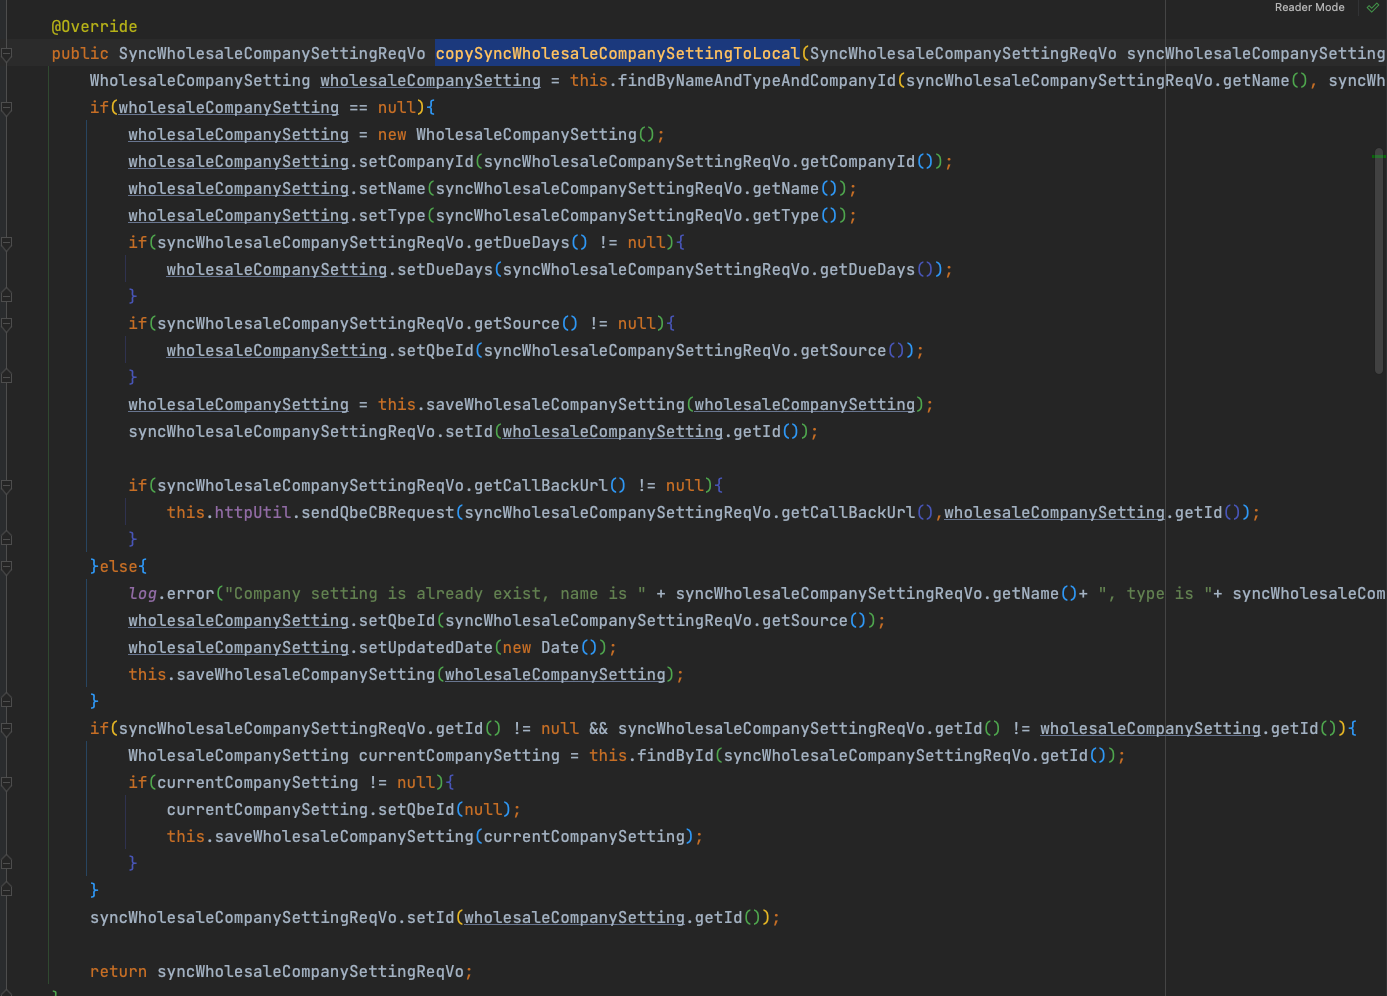 Reader Mode
@Override
public SyncWholesaleCompanySettingReqVo copySyncWholesaleCompanySettingToLocal(SyncWholesaleCompanySettingReqVo syncWholesaleCompanySetting
WholesaleCompanySetting wholesaleCompanySetting = this.findByNameAndTypeAndCompanyId(syncWholesaleCompanySettingReqVo.getName(), syncWh
if(wholesaleCompanySetting == null){
wholesaleCompanySetting = new WholesaleCompanySetting();
wholesaleCompanySetting.setCompanyId(syncWholesaleCompanySettingReqVo.getCompanyId());
wholesaleCompanySetting.setName(syncWholesaleCompanySettingReqVo.getName());
wholesaleCompanySetting.setType(syncWholesaleCompanySettingReqVo.getType());
if(syncWholesaleCompanySettingReqVo.getDueDays() != null){
wholesaleCompanySetting.setDueDays(syncWholesaleCompanySettingReqVo.getDueDays());
}
if(syncWholesaleCompanySettingReqVo.getSource() != null){
wholesaleCompanySetting.setQbeId(syncWholesaleCompanySettingReqVo.getSource());
}
wholesaleCompanySetting = this.saveWholesaleCompanySetting(wholesaleCompanySetting);
syncWholesaleCompanySettingReqVo.setId(wholesaleCompanySetting.getId());
if(syncWholesaleCompanySettingReqVo.getCallBackUrl() != null){
this.httpUtil.sendQbeCBRequest(syncWholesaleCompanySettingReqVo.getCallBackUrl(),wholesaleCompanySetting.getId());
}
}else{
log.error("Company setting is already exist, name is " + syncWholesaleCompanySettingReqVo.getName()+ ", type is "+ syncWholesaleCom
wholesaleCompanySetting.setQbeId(syncWholesaleCompanySettingReqVo.getSource());
wholesaleCompanySetting.setUpdatedDate(new Date());
this.saveWholesaleCompanySetting(wholesaleCompanySetting);
}
if(syncWholesaleCompanySettingReqVo.getId() != null && syncWholesaleCompanySettingReqVo.getId() != wholesaleCompanySetting.getId()){
WholesaleCompanySetting currentCompanySetting = this.findById(syncWholesaleCompanySettingReqVo.getId());
if(currentCompanySetting != null){
currentCompanySetting.setQbeId(null);
this.saveWholesaleCompanySetting(currentCompanySetting);
}
}
syncWholesaleCompanySettingReqVo.setId(wholesaleCompanySetting.getId());
return syncWholesaleCompanySettingReqVo;
}